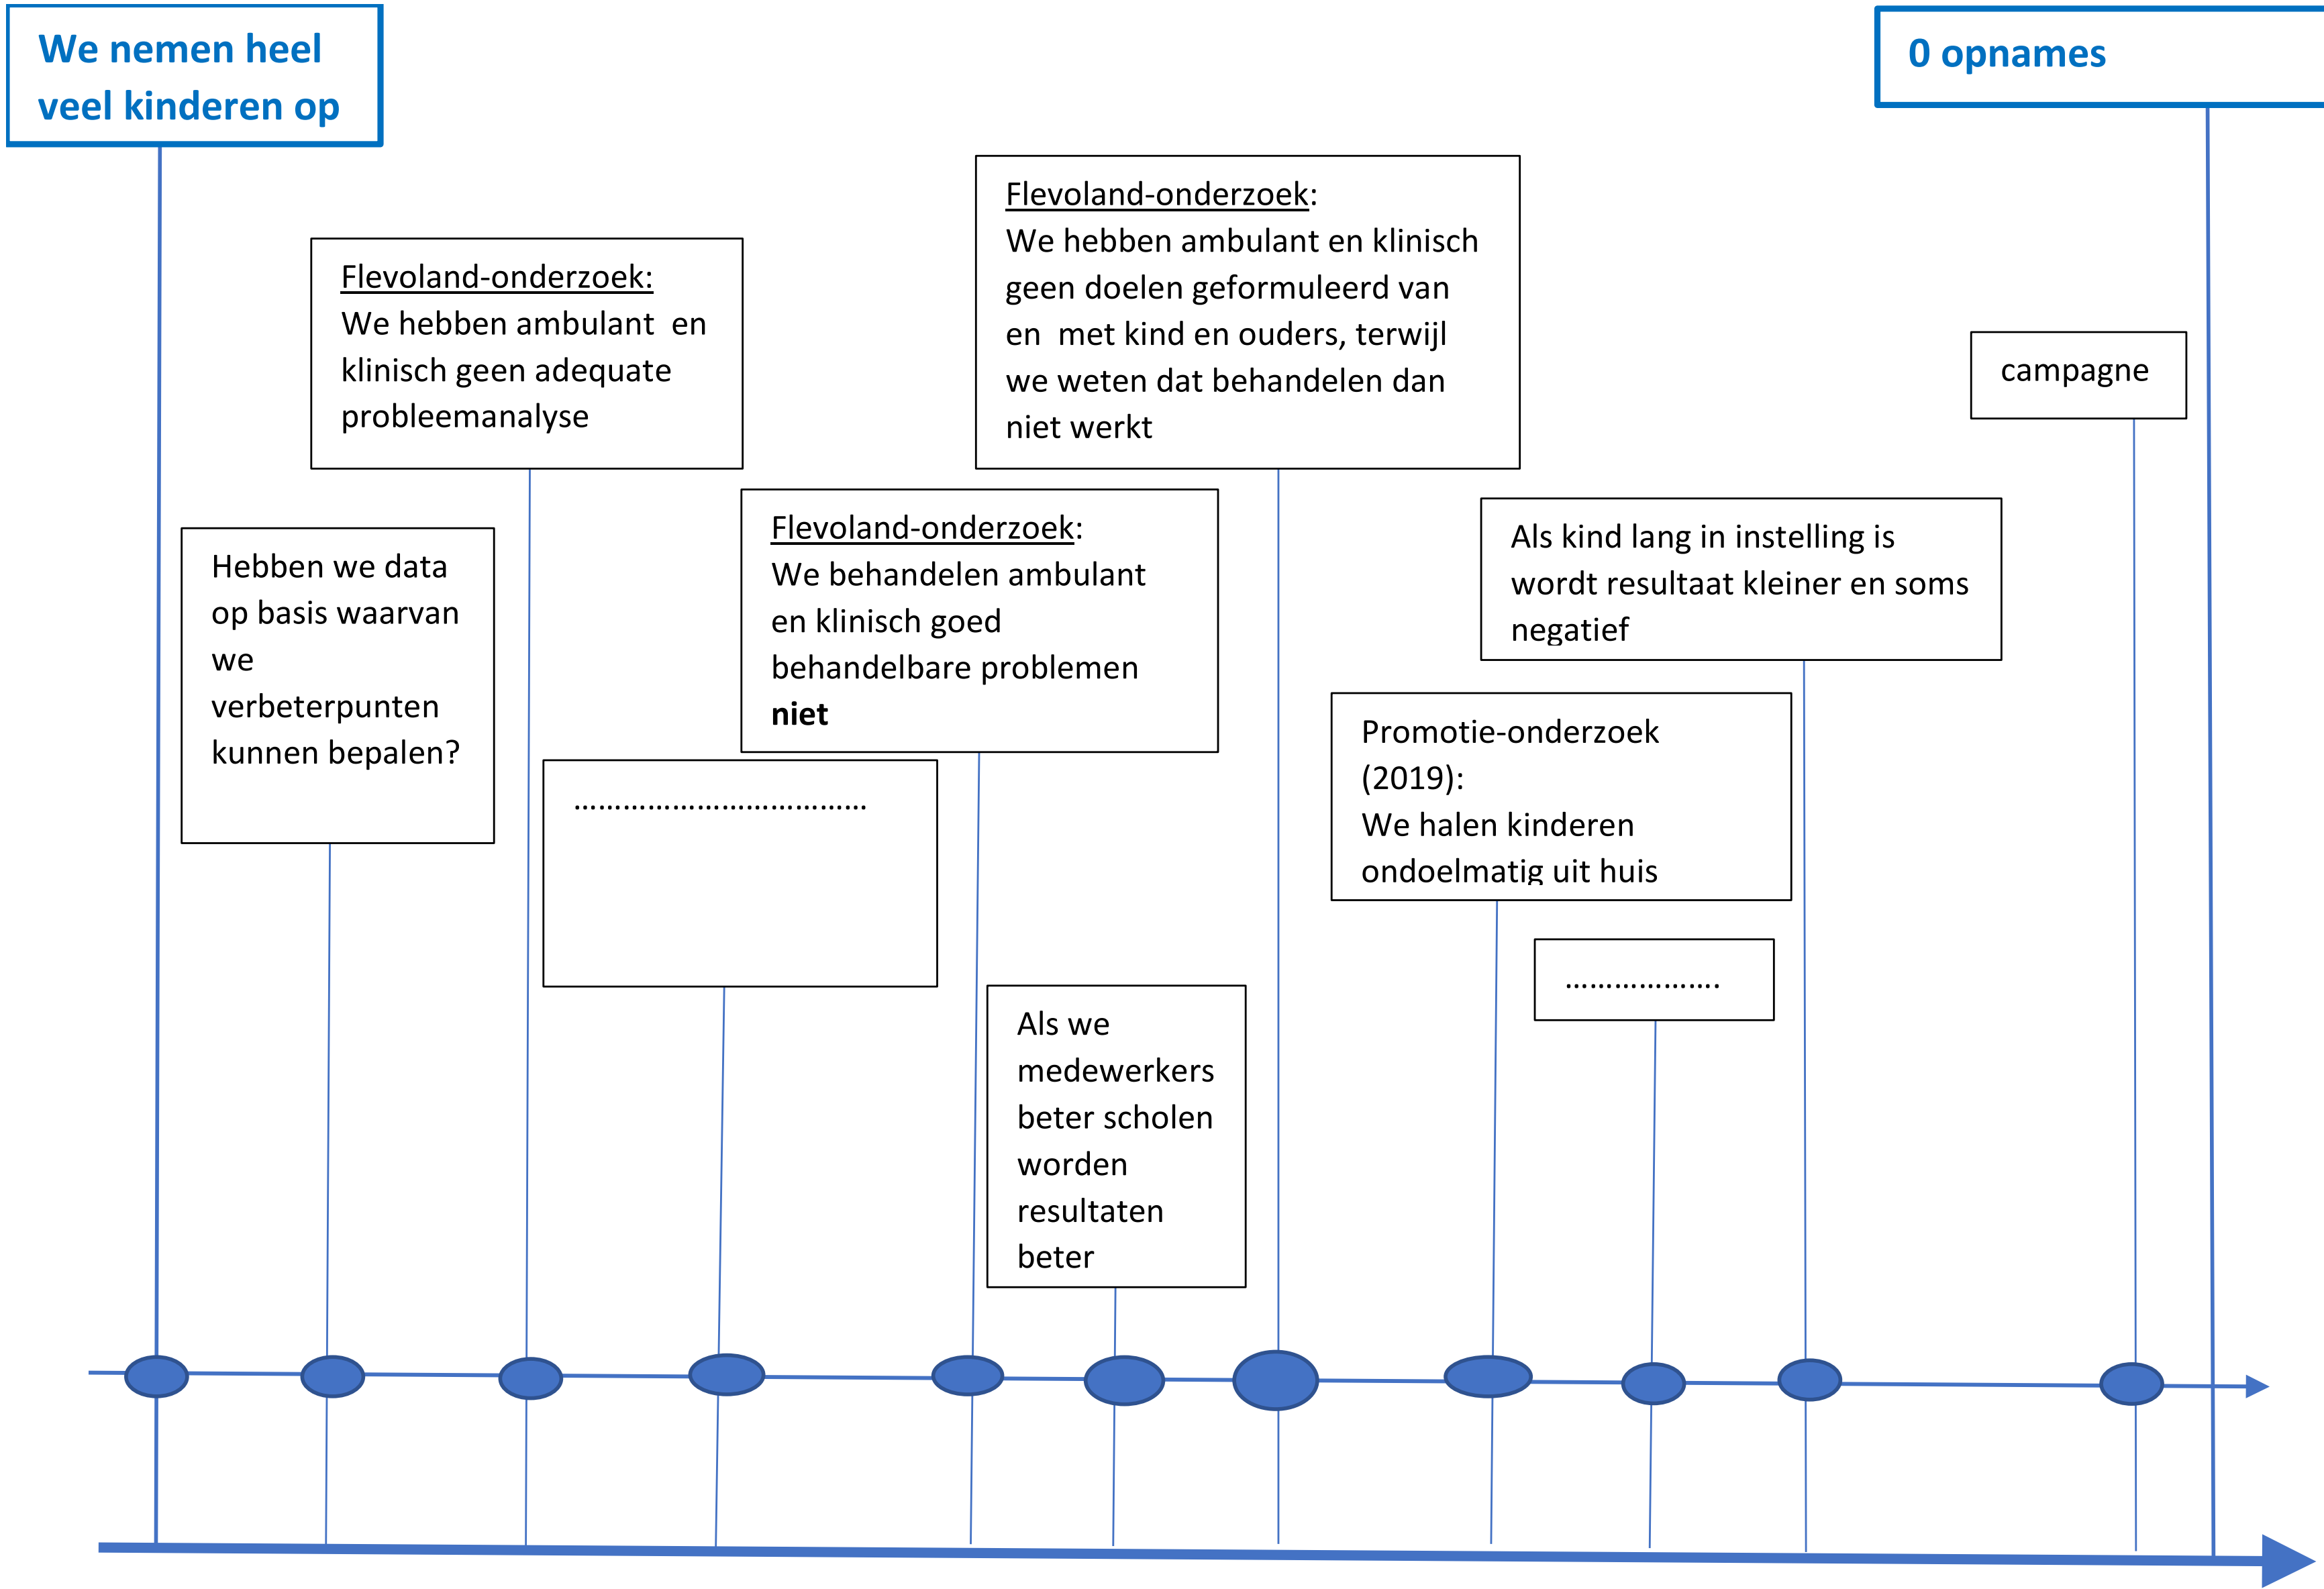 We nemen heel
veel kinderen op
0 opnames
Flevoland-onderzoek:
We hebben ambulant  en
klinisch geen adequate
probleemanalyse
Flevoland-onderzoek:
We hebben ambulant en klinisch
geen doelen geformuleerd van
en  met kind en ouders, terwijl
we weten dat behandelen dan
niet werkt
campagne
Hebben we data
op basis waarvan
we
verbeterpunten
kunnen bepalen?
Flevoland-onderzoek:
We behandelen ambulant
en klinisch goed
behandelbare problemen
niet
Als kind lang in instelling is
wordt resultaat kleiner en soms
negatief
………………………………
Promotie-onderzoek
(2019):
We halen kinderen
ondoelmatig uit huis
……………….
Als we
medewerkers
beter scholen
worden
resultaten
beter